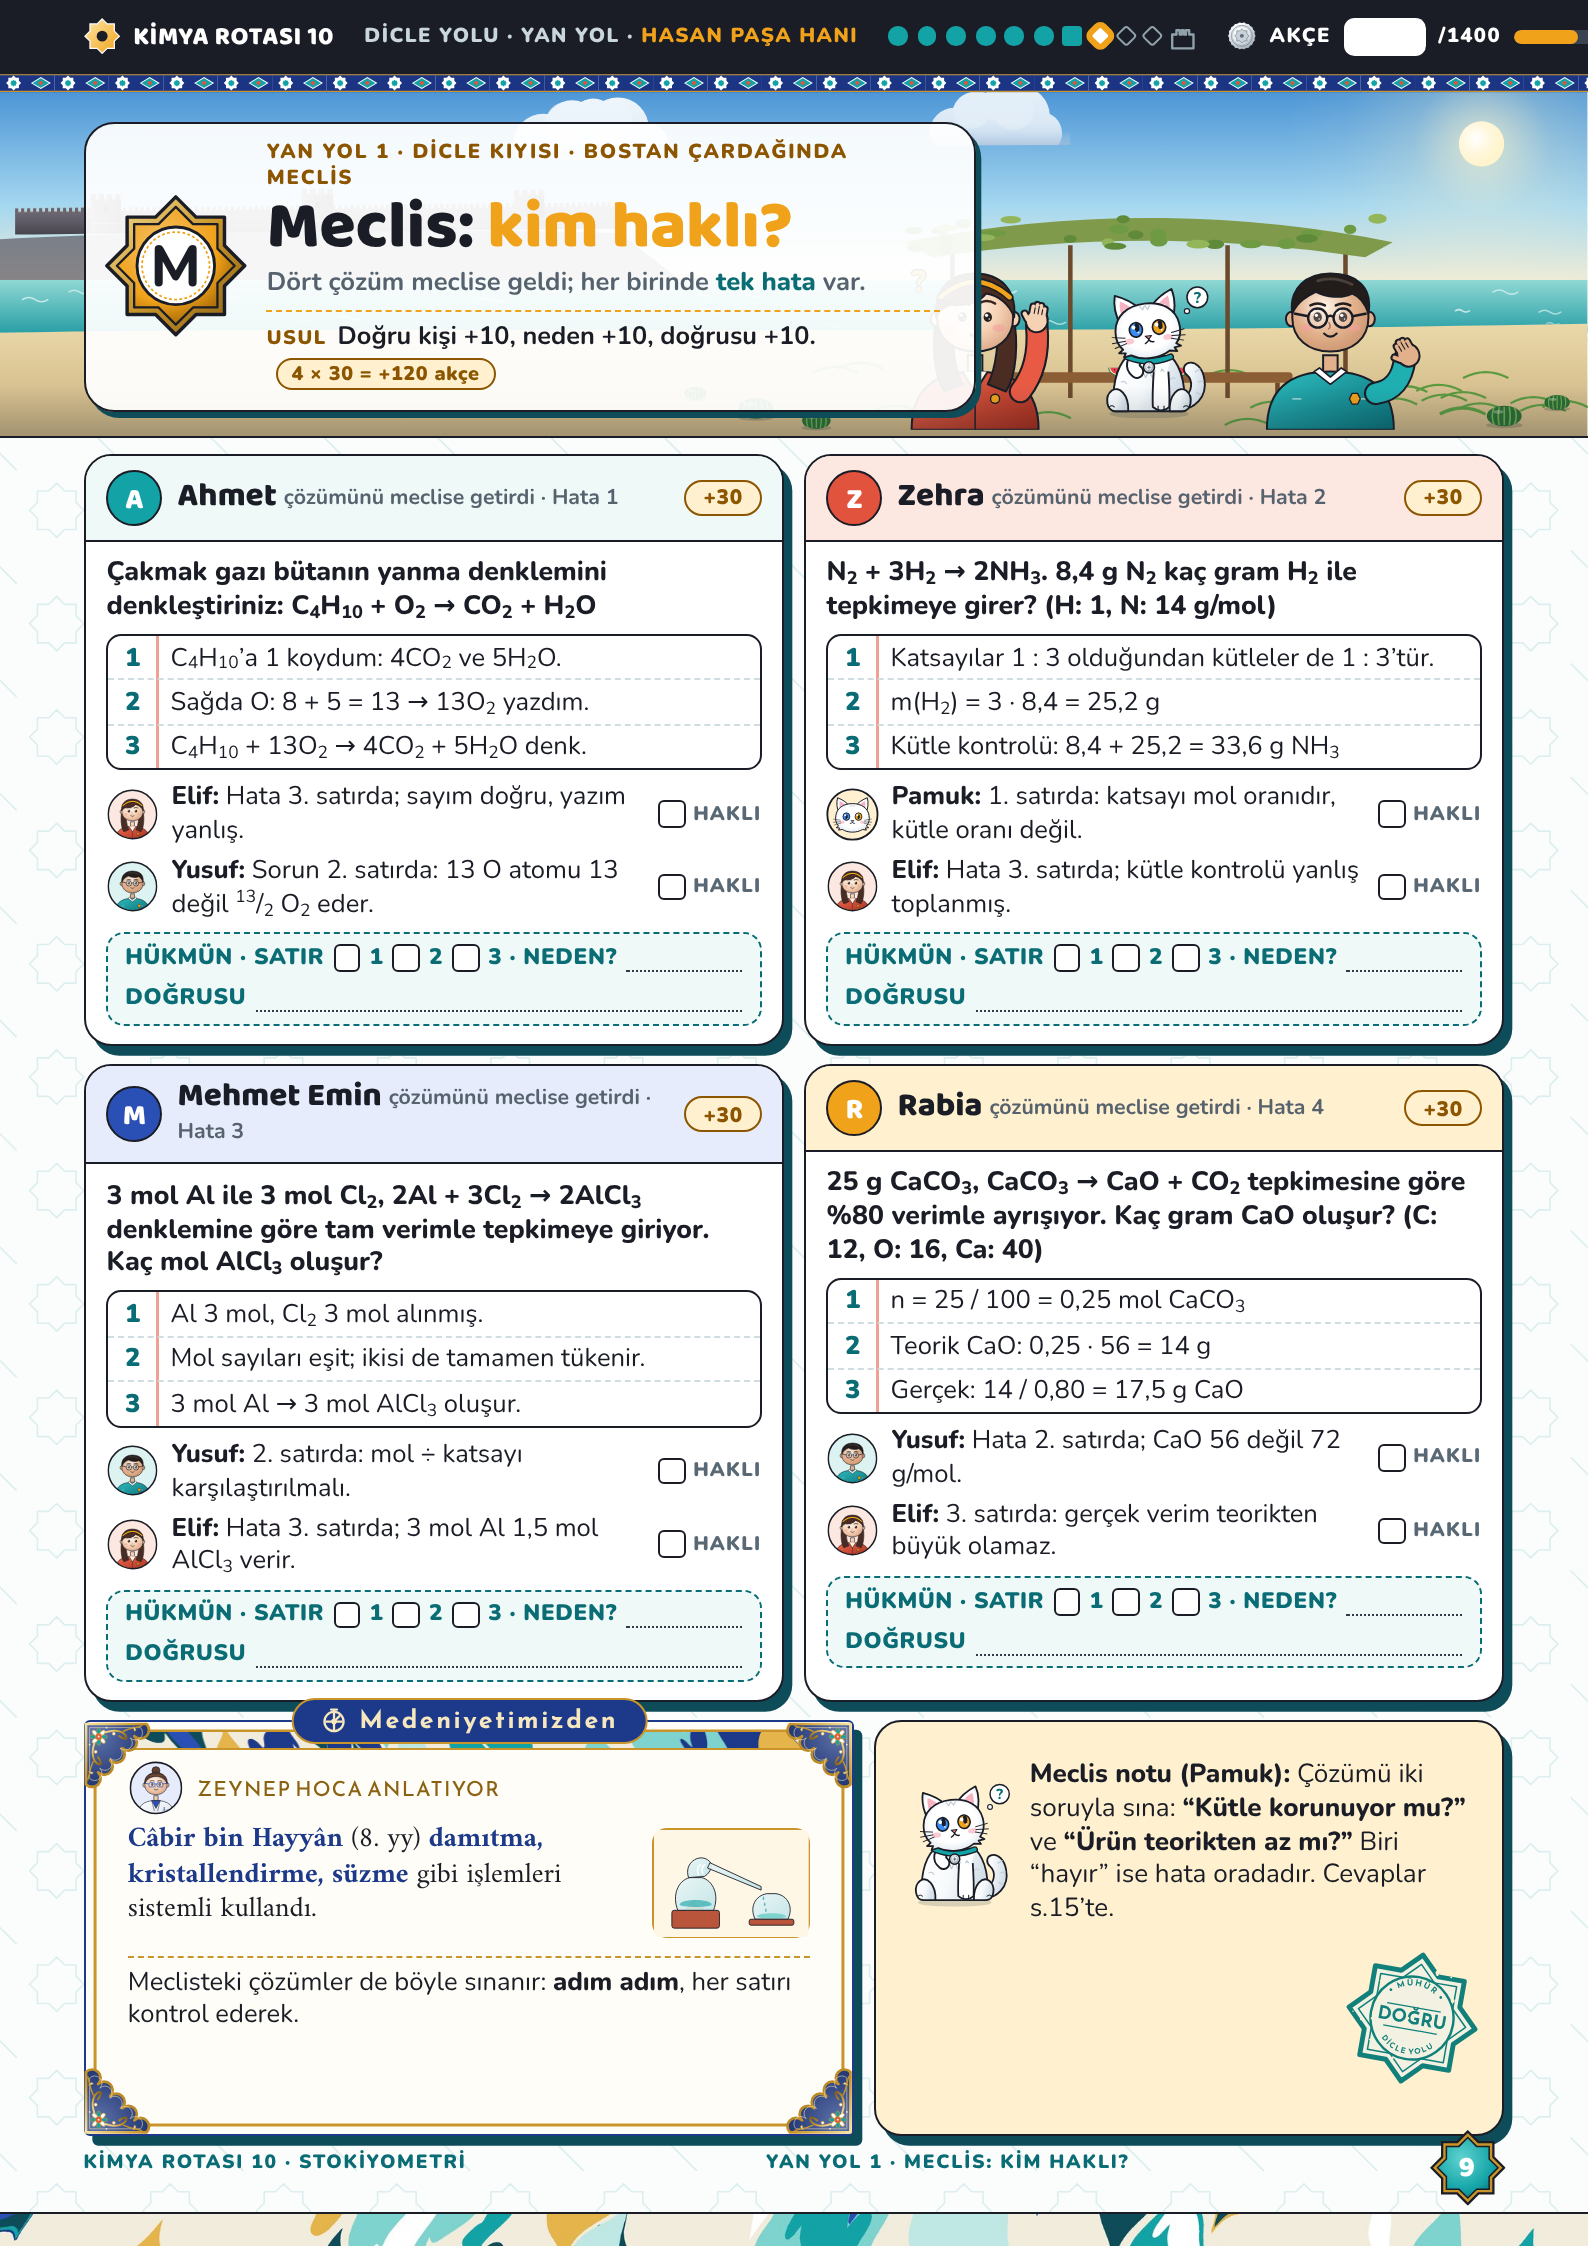 KİMYA ROTASI 10 DİCLE YOLU · YAN YOL · HASAN PAŞA HANI AKÇE /1400
YAN YOL 1 · DİCLE KIYISI · BOSTAN ÇARDAĞINDA
MECLİS
M
Meclis: kim haklı?
Dört çözüm meclise geldi; her birinde tek hata var.
USUL Doğru kişi +10, neden +10, doğrusu +10.
4 × 30 = +120 akçe
?
?
A Ahmet çözümünü meclise getirdi · Hata 1 +30
Çakmak gazı bütanın yanma denklemini
denkleştiriniz: C₄H₁₀ + O₂ → CO₂ + H₂O
1 C₄H₁₀’a 1 koydum: 4CO₂ ve 5H₂O.
2 Sağda O: 8 + 5 = 13 → 13O₂ yazdım.
3 C₄H₁₀ + 13O₂ → 4CO₂ + 5H₂O denk.
Elif: Hata 3. satırda; sayım doğru, yazım
yanlış.
HAKLI
Yusuf: Sorun 2. satırda: 13 O atomu 13
değil ¹³/₂ O₂ eder.
HAKLI
HÜKMÜN · SATIR 1 2 3 · NEDEN?
DOĞRUSU
Z Zehra çözümünü meclise getirdi · Hata 2 +30
N₂ + 3H₂ → 2NH₃. 8,4 g N₂ kaç gram H₂ ile
tepkimeye girer? (H: 1, N: 14 g/mol)
1 Katsayılar 1 : 3 olduğundan kütleler de 1 : 3’tür.
2 m(H₂) = 3 · 8,4 = 25,2 g
3 Kütle kontrolü: 8,4 + 25,2 = 33,6 g NH₃
Pamuk: 1. satırda: katsayı mol oranıdır,
kütle oranı değil.
HAKLI
Elif: Hata 3. satırda; kütle kontrolü yanlış
toplanmış.
HAKLI
HÜKMÜN · SATIR 1 2 3 · NEDEN?
DOĞRUSU
M Mehmet Emin çözümünü meclise getirdi ·
Hata 3
+30
3 mol Al ile 3 mol Cl₂, 2Al + 3Cl₂ → 2AlCl₃
denklemine göre tam verimle tepkimeye giriyor.
Kaç mol AlCl₃ oluşur?
1 Al 3 mol, Cl₂ 3 mol alınmış.
2 Mol sayıları eşit; ikisi de tamamen tükenir.
3 3 mol Al → 3 mol AlCl₃ oluşur.
Yusuf: 2. satırda: mol ÷ katsayı
karşılaştırılmalı.
HAKLI
Elif: Hata 3. satırda; 3 mol Al 1,5 mol
AlCl₃ verir.
HAKLI
HÜKMÜN · SATIR 1 2 3 · NEDEN?
DOĞRUSU
R Rabia çözümünü meclise getirdi · Hata 4 +30
25 g CaCO₃, CaCO₃ → CaO + CO₂ tepkimesine göre
%80 verimle ayrışıyor. Kaç gram CaO oluşur? (C:
12, O: 16, Ca: 40)
1 n = 25 / 100 = 0,25 mol CaCO₃
2 Teorik CaO: 0,25 · 56 = 14 g
3 Gerçek: 14 / 0,80 = 17,5 g CaO
Yusuf: Hata 2. satırda; CaO 56 değil 72
g/mol.
HAKLI
Elif: 3. satırda: gerçek verim teorikten
büyük olamaz.
HAKLI
HÜKMÜN · SATIR 1 2 3 · NEDEN?
DOĞRUSU
Medeniyetimizden
ZEYNEP HOCA ANLATIYOR
Câbir bin Hayyân (8. yy) damıtma,
kristallendirme, süzme gibi işlemleri
sistemli kullandı.
Meclisteki çözümler de böyle sınanır: adım adım, her satırı
kontrol ederek.
?
Meclis notu (Pamuk): Çözümü iki
soruyla sına: “Kütle korunuyor mu?”
ve “Ürün teorikten az mı?” Biri
“hayır” ise hata oradadır. Cevaplar
s.15’te.
MÜHÜR
DOĞRU
DİCLE YOLU
KİMYA ROTASI 10 · STOKİYOMETRİ YAN YOL 1 · MECLİS: KİM HAKLI? 9